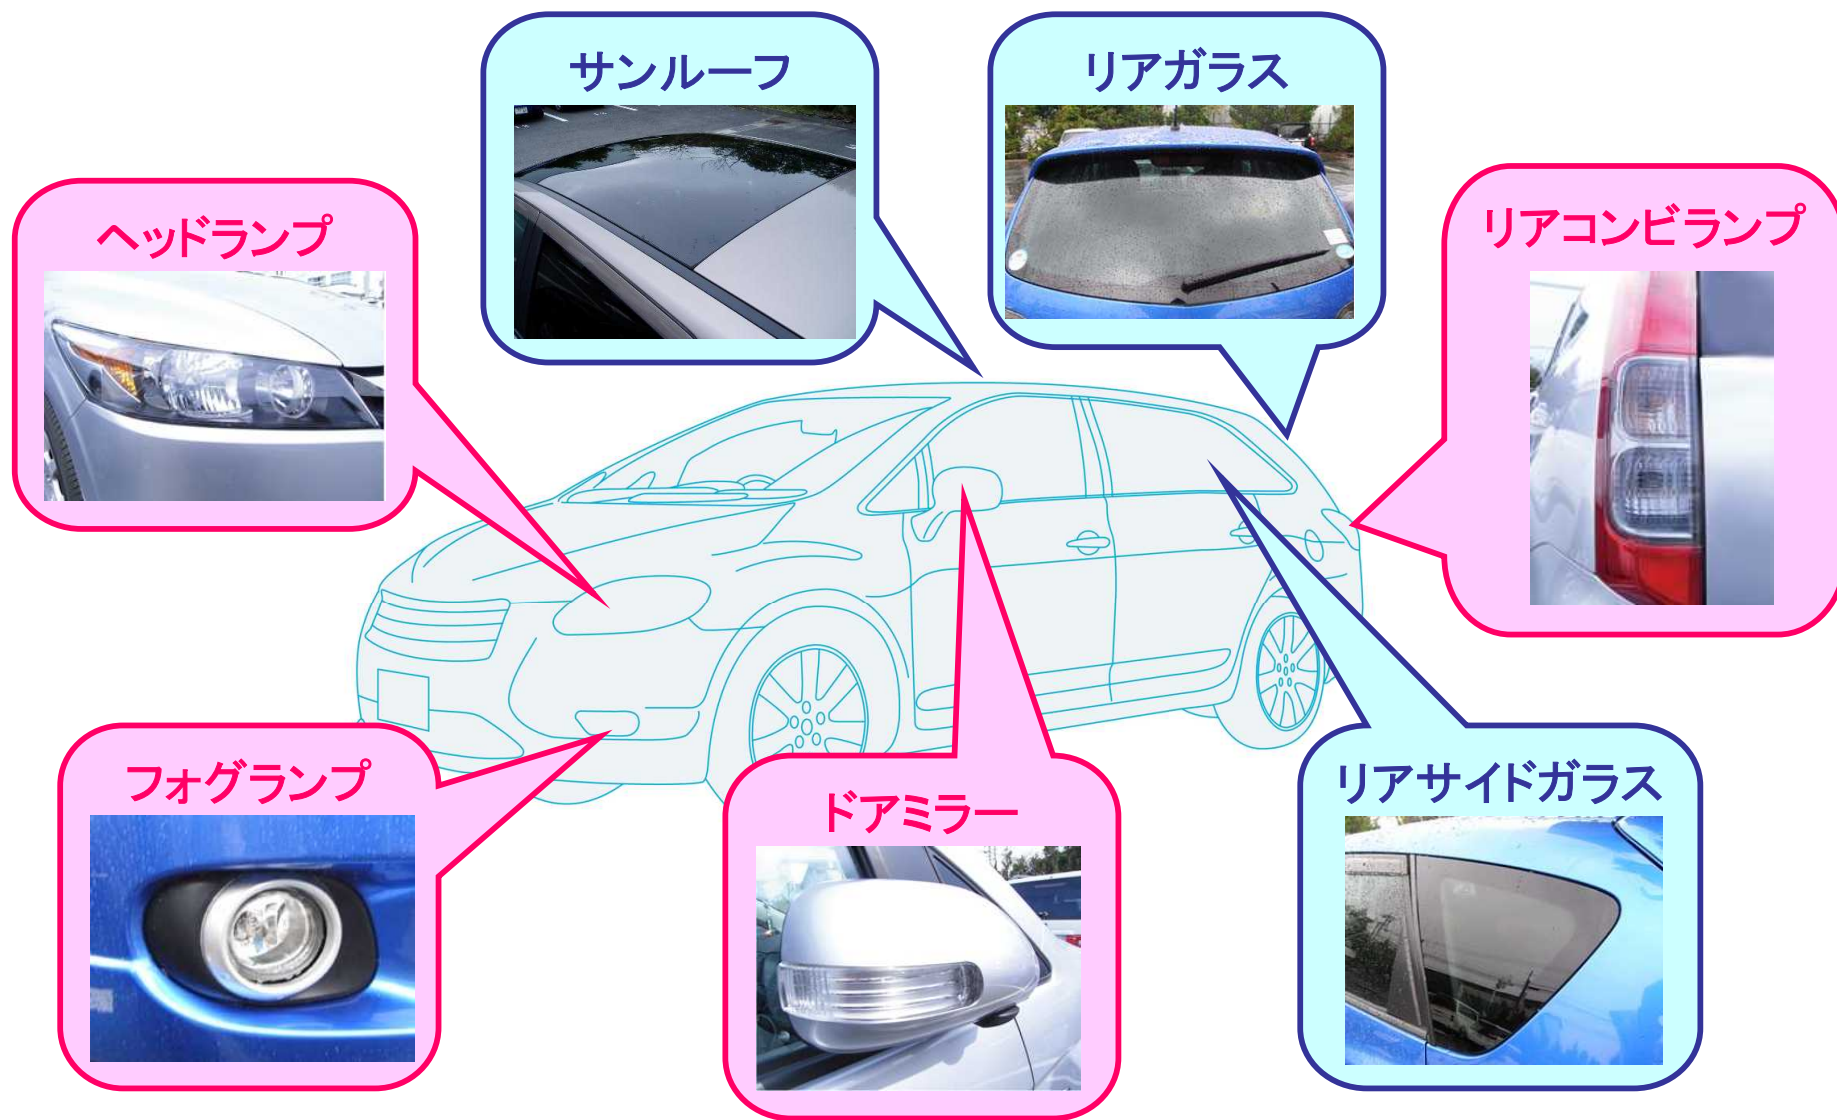 サンルーフ
リアガラス
ヘッドランプ
リアコンビランプ
フォグランプ
ドアミラー
リアサイドガラス